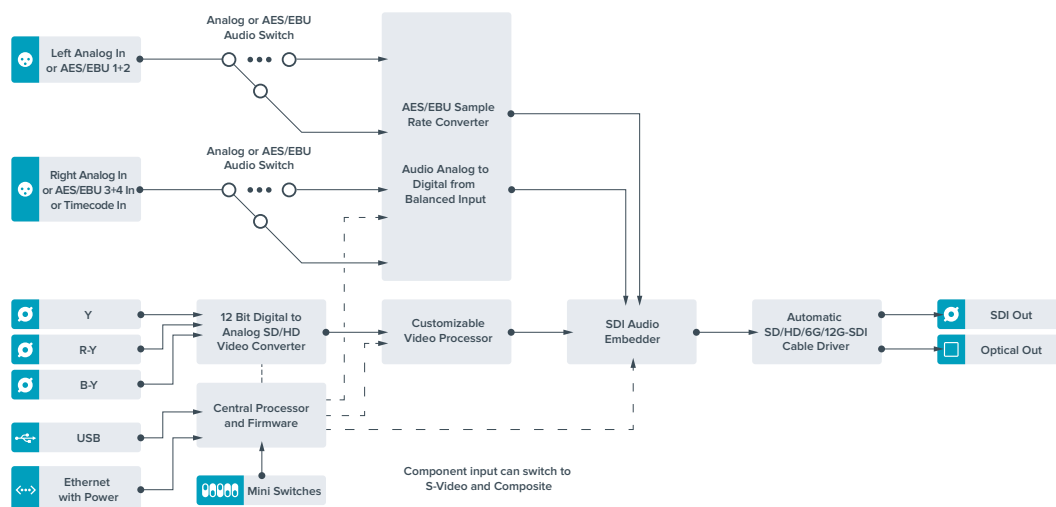 Analog or AES/EBU
Audio Switch
Left Analog In
or AES/EBU 1+2
AES/EBU Sample
Rate Converter
Analog or AES/EBU
Audio Switch
Right Analog In
or AES/EBU 3+4 In
or Timecode In
Audio Analog to
Digital from
Balanced Input
Y
R-Y
B-Y
12 Bit Digital to
Analog SD/HD
Video Converter
Customizable
Video Processor
SDI Audio
Embedder
Automatic
SD/HD/6G/12G-SDI
Cable Driver
SDI Out
Optical Out
Central Processor
and Firmware
USB
Ethernet
with Power
Mini Switches
Component input can switch to
S-Video and Composite